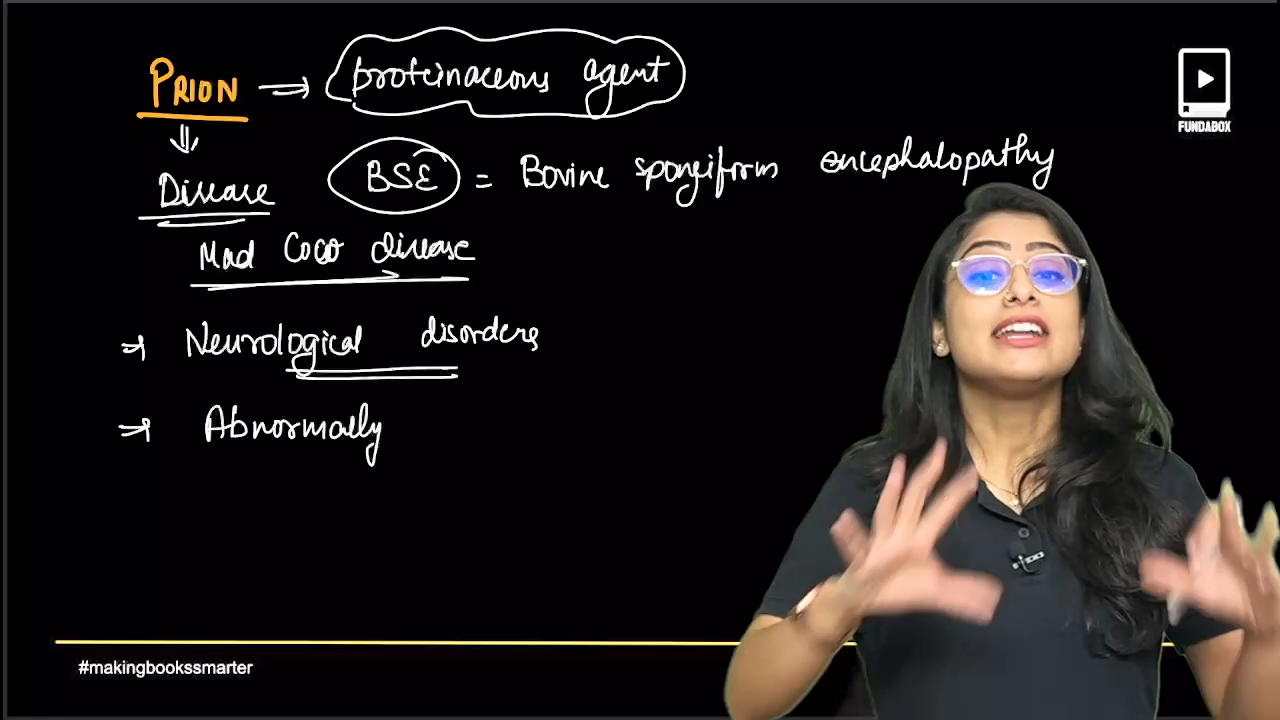 PRION ⇒ proteinaceous agent
FUNDABOX
⇓
Disease BSE = Bovine spongiform encephalopathy
Mad Cow disease
→ Neurological disorders
→ Abnormally
#makingbookssmarter